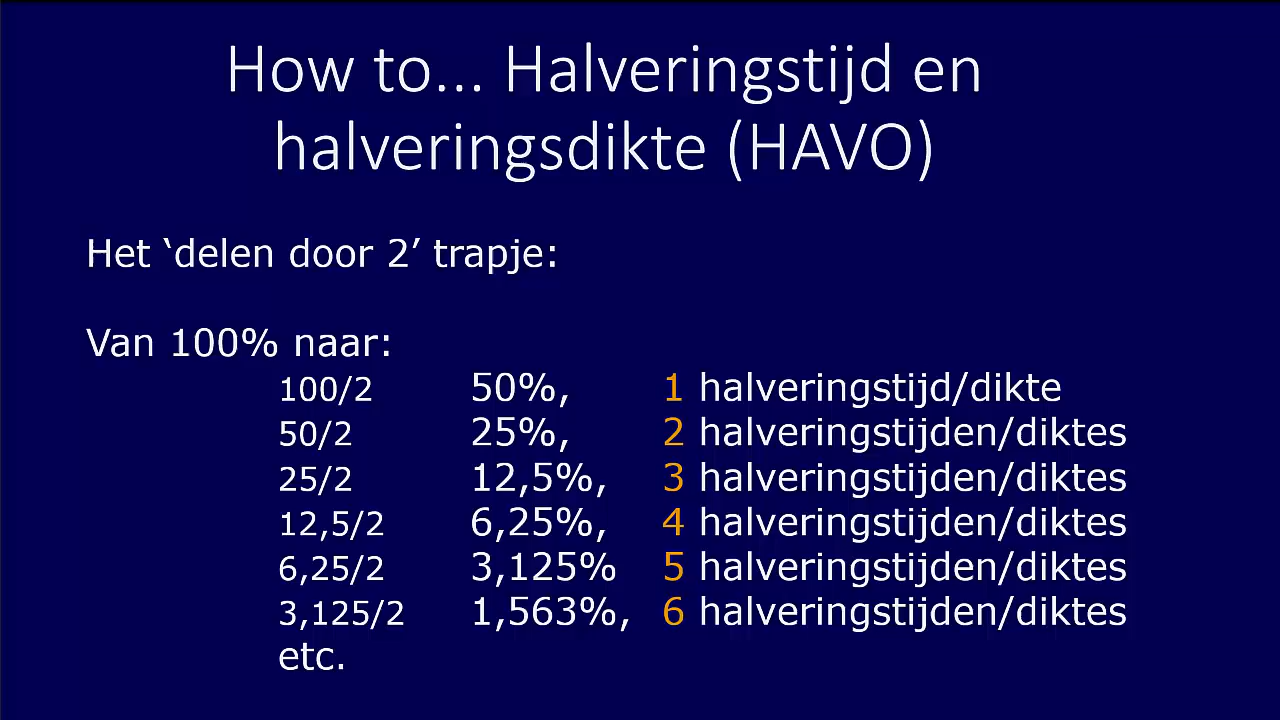 How to... Halveringstijd en
halveringsdikte (HAVO)
Het ‘delen door 2’ trapje:
Van 100% naar:
100/2 50%, 1 halveringstijd/dikte
50/2 25%, 2 halveringstijden/diktes
25/2 12,5%, 3 halveringstijden/diktes
12,5/2 6,25%, 4 halveringstijden/diktes
6,25/2 3,125% 5 halveringstijden/diktes
3,125/2 1,563%, 6 halveringstijden/diktes
etc.